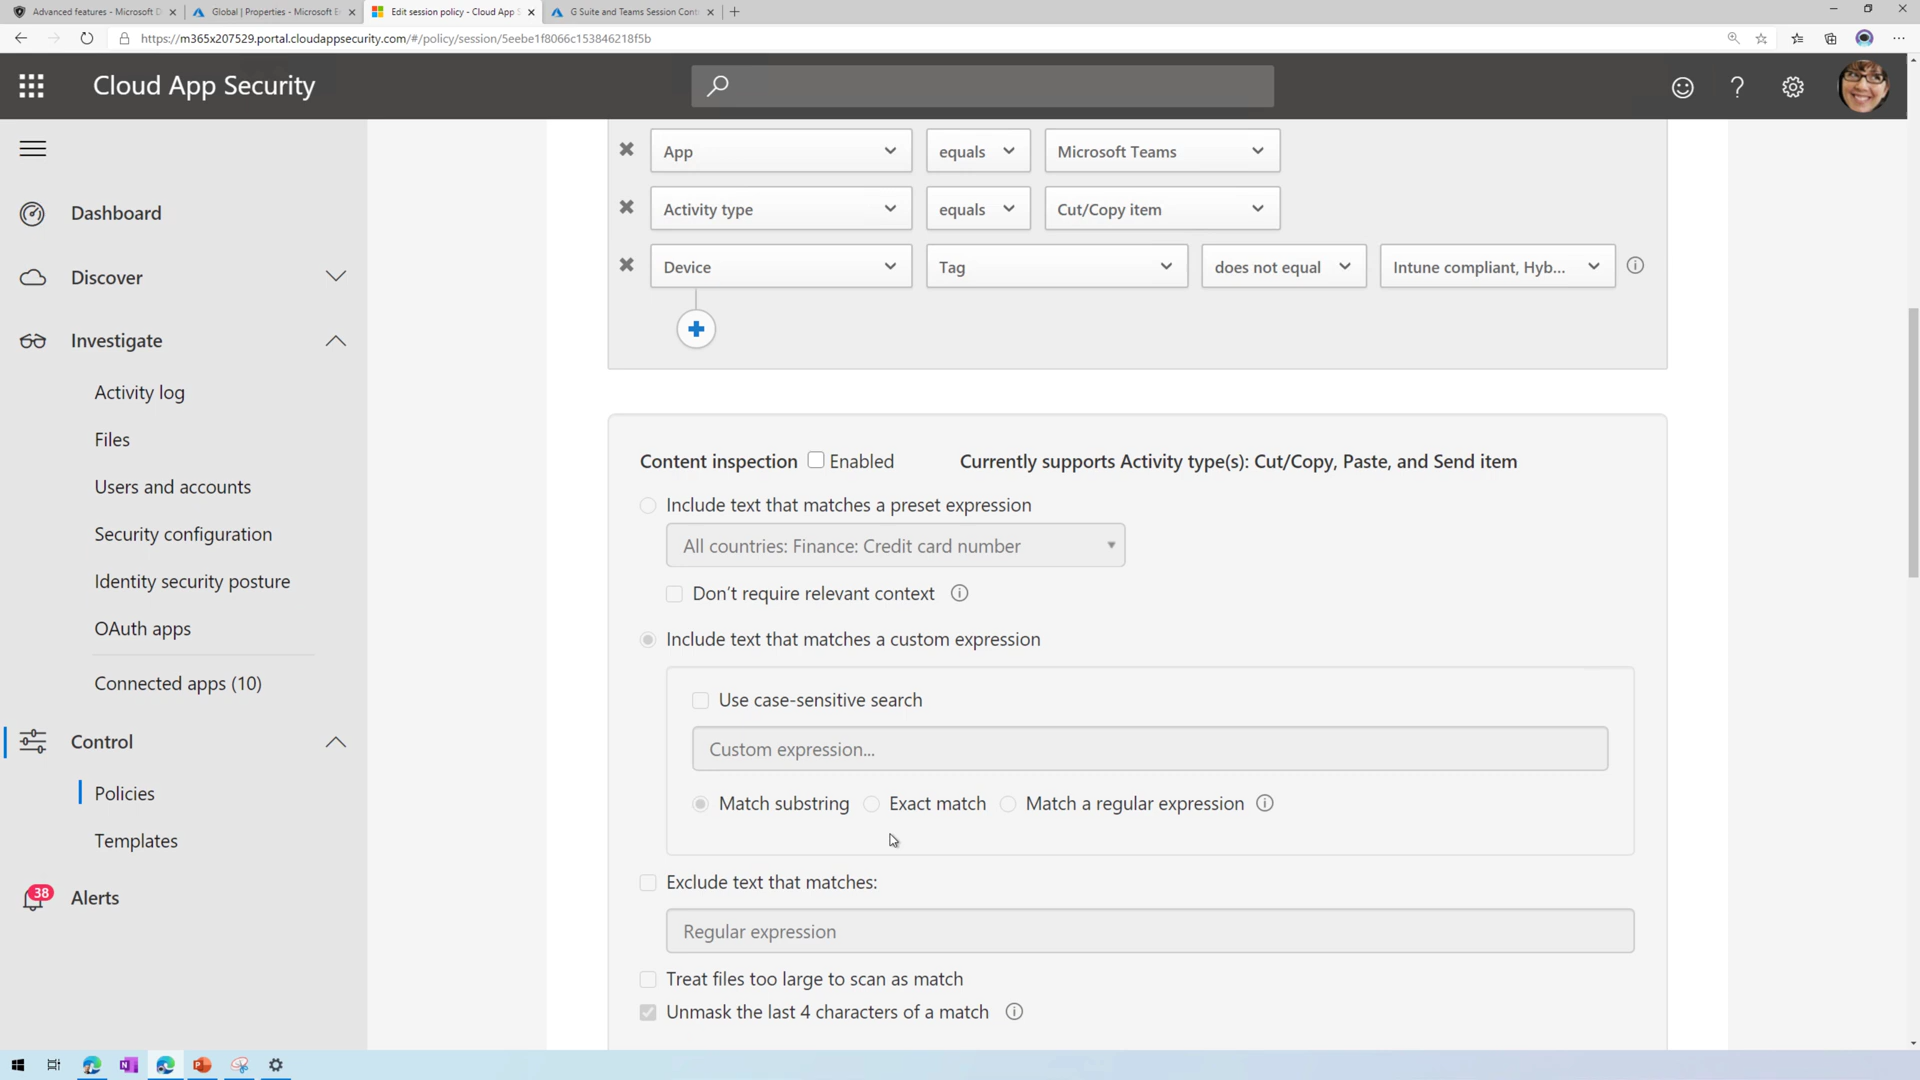 Advanced features - Microsoft D
Global | Properties - Microsoft E
Edit session policy - Cloud App S
G Suite and Teams Session Cont
https://m365x207529.portal.cloudappsecurity.com/#/policy/session/5eebe1f8066c153846218f5b
Cloud App Security
App equals Microsoft Teams
Activity type equals Cut/Copy item
Device Tag does not equal Intune compliant, Hyb...
Dashboard
Discover
Investigate
Activity log
Files
Users and accounts
Security configuration
Identity security posture
OAuth apps
Connected apps (10)
Control
Policies
Templates
38
Alerts
Content inspection Enabled Currently supports Activity type(s): Cut/Copy, Paste, and Send item
Include text that matches a preset expression
All countries: Finance: Credit card number
Don't require relevant context
Include text that matches a custom expression
Use case-sensitive search
Custom expression...
Match substring Exact match Match a regular expression
Exclude text that matches:
Regular expression
Treat files too large to scan as match
Unmask the last 4 characters of a match